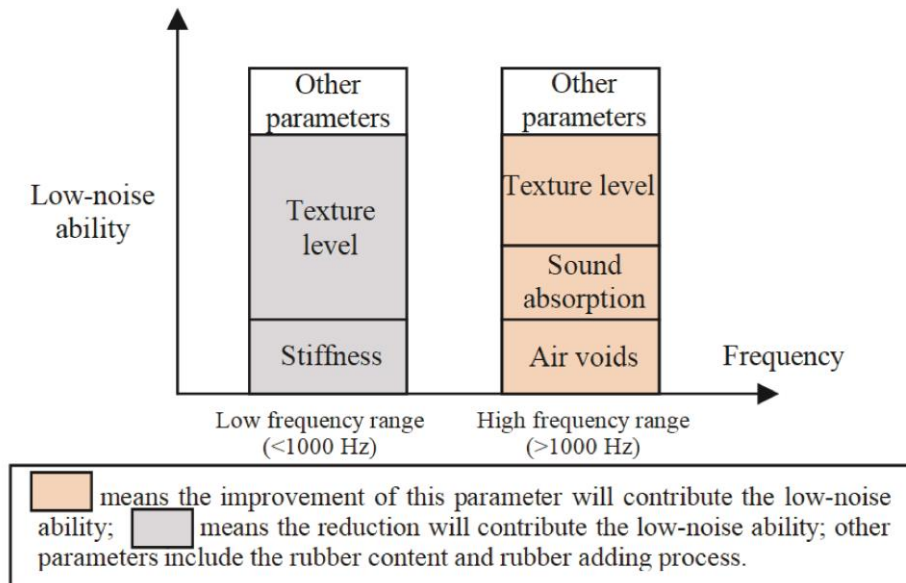 Other
parameters
Other
parameters
Low-noise
ability
Texture
level
Texture level
Sound
absorption
Stiffness
Air voids
Frequency
Low frequency range
(<1000 Hz)
High frequency range
(>1000 Hz)
means the improvement of this parameter will contribute the low-noise
ability; means the reduction will contribute the low-noise ability; other
parameters include the rubber content and rubber adding process.